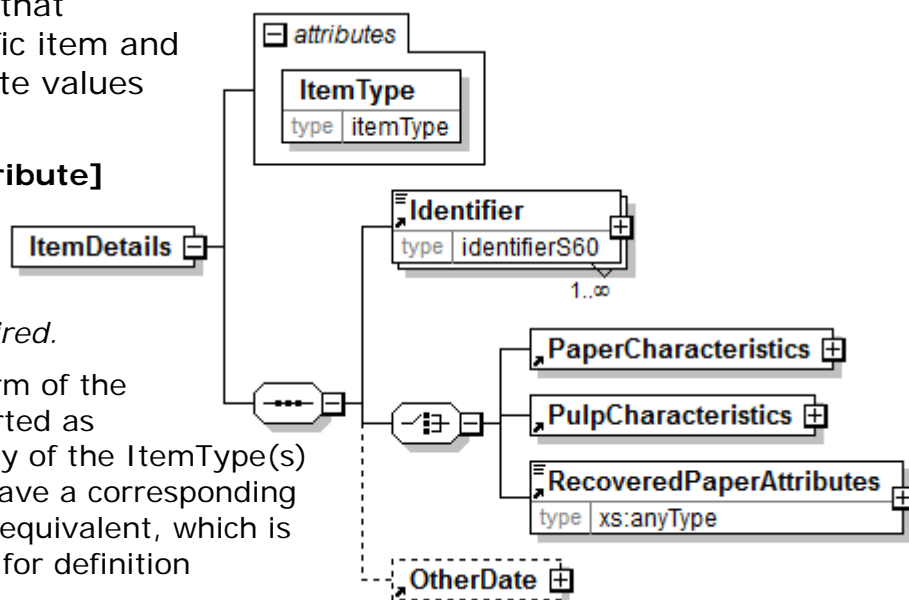 that
ic item and
te values
ribute]
ired.
rm of the
rted as
y of the ItemType(s)
ave a corresponding
equivalent, which is
for definition
attributes
ItemType
type itemType
ItemDetails
Identifier
type identifierS60
1..∞
PaperCharacteristics
PulpCharacteristics
RecoveredPaperAttributes
type xs:anyType
OtherDate